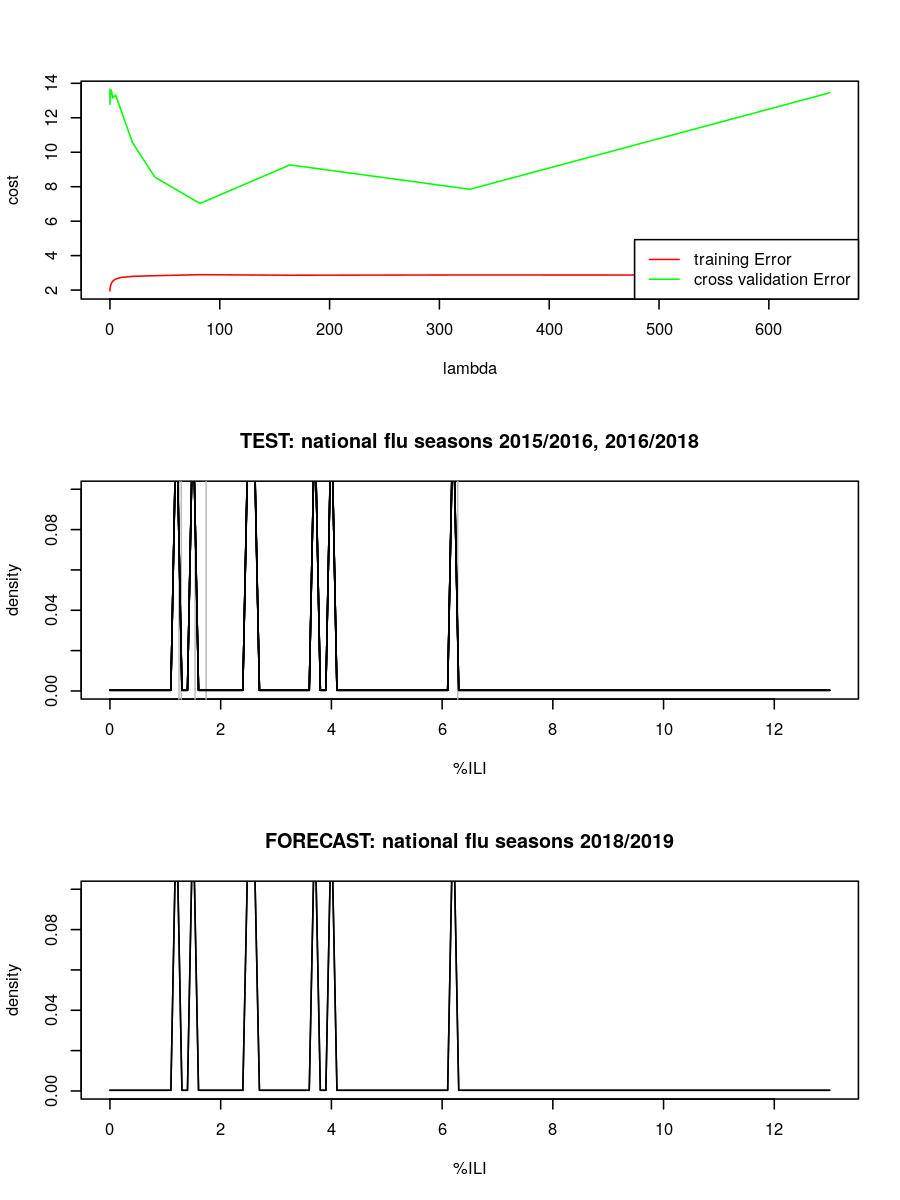 14
12
10
8
6
4
2
cost
training Error
cross validation Error
0 100 200 300 400 500 600
lambda
TEST: national flu seasons 2015/2016, 2016/2018
0.08
0.04
0.00
density
0 2 4 6 8 10 12
%ILI
FORECAST: national flu seasons 2018/2019
0.08
0.04
0.00
density
0 2 4 6 8 10 12
%ILI